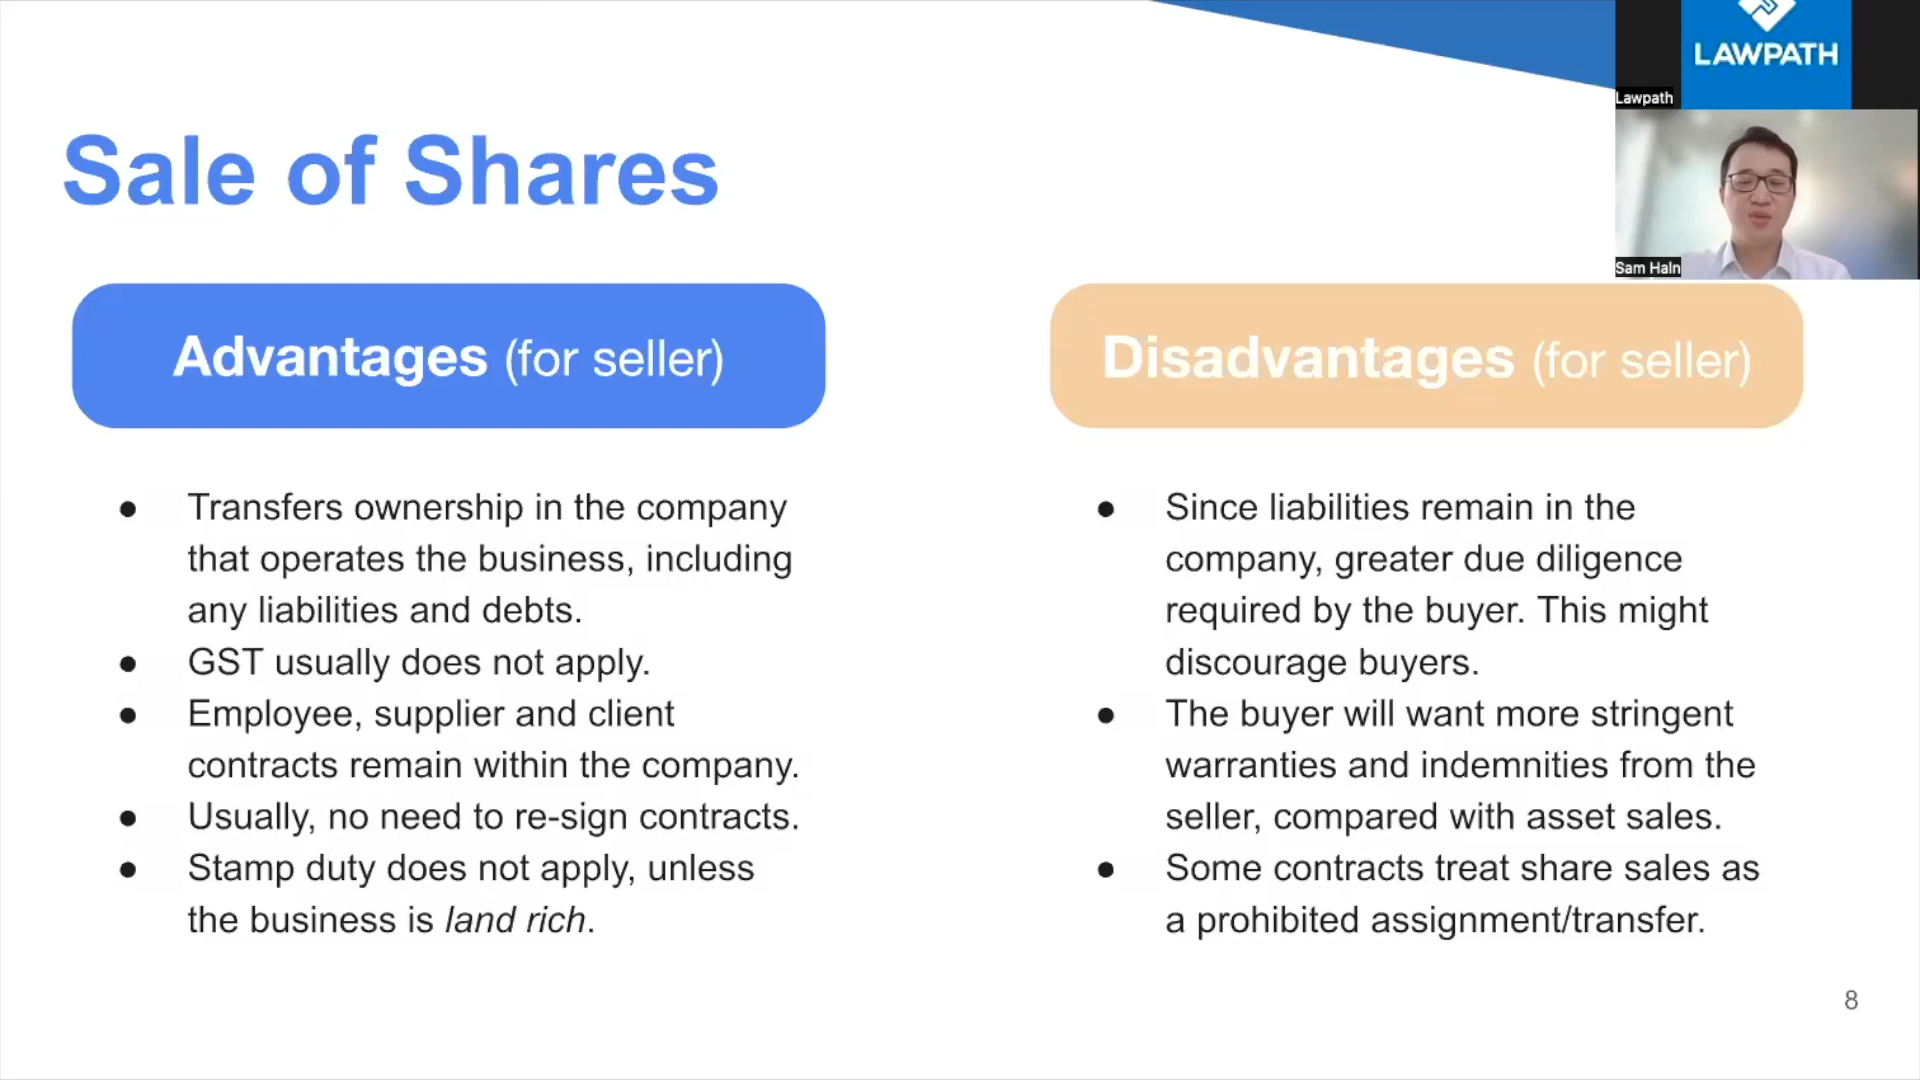 LAWPATH
Lawpath
Sam Haln
Sale of Shares
Advantages (for seller)
Transfers ownership in the company
that operates the business, including
any liabilities and debts.
GST usually does not apply.
Employee, supplier and client
contracts remain within the company.
Usually, no need to re-sign contracts.
Stamp duty does not apply, unless
the business is land rich.
Disadvantages (for seller)
Since liabilities remain in the
company, greater due diligence
required by the buyer. This might
discourage buyers.
The buyer will want more stringent
warranties and indemnities from the
seller, compared with asset sales.
Some contracts treat share sales as
a prohibited assignment/transfer.
8